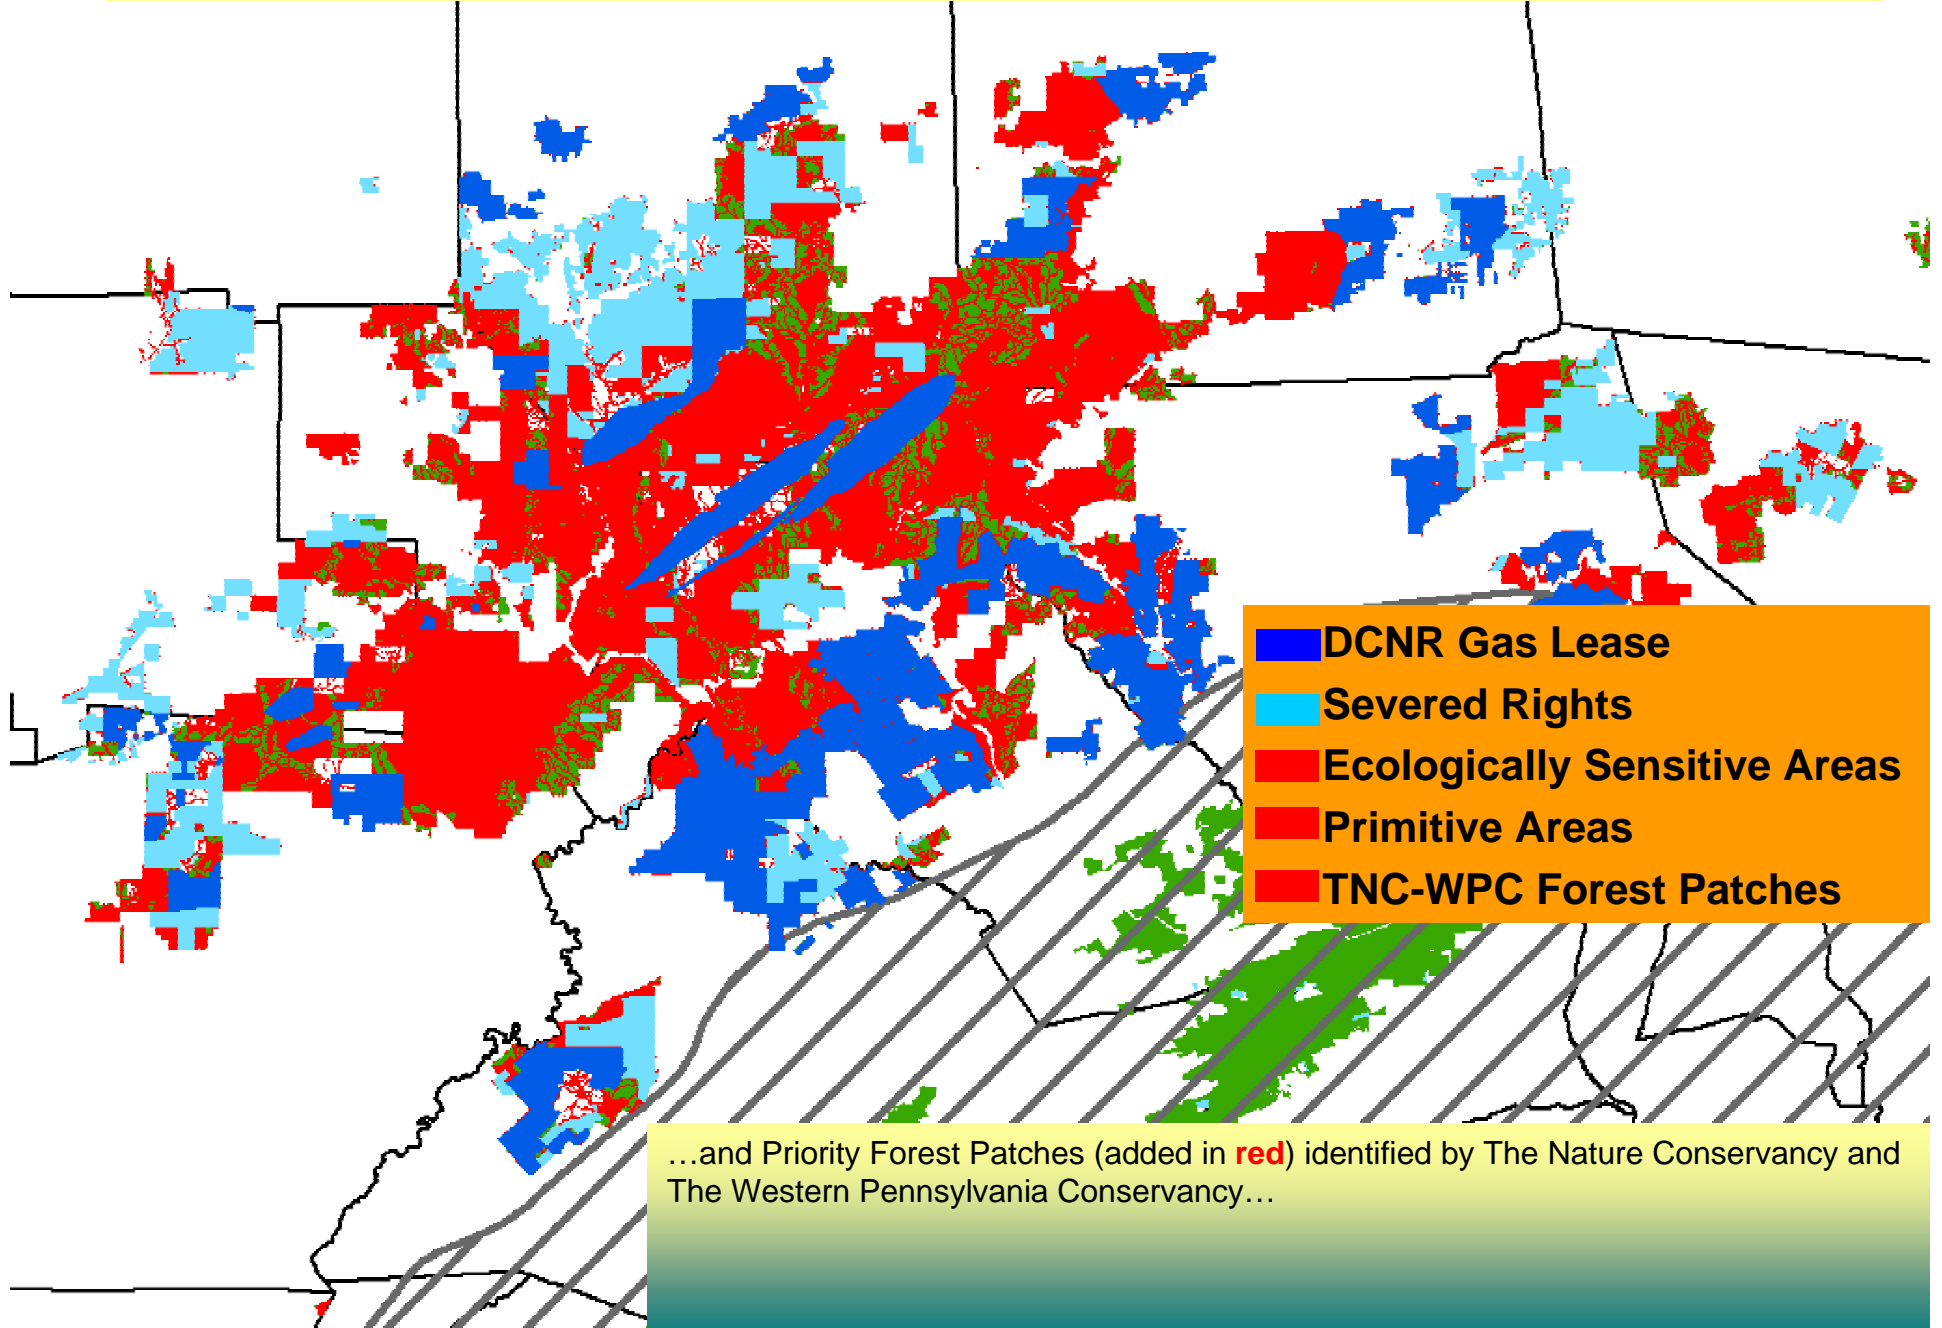 DCNR Gas Lease
Severed Rights
Ecologically Sensitive Areas
Primitive Areas
TNC-WPC Forest Patches
…and Priority Forest Patches (added in red) identified by The Nature Conservancy and
The Western Pennsylvania Conservancy…